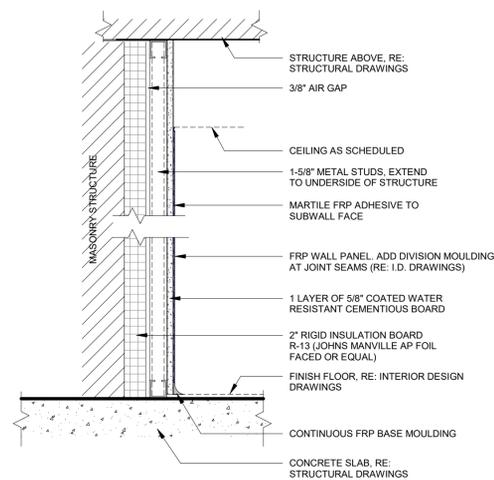 STRUCTURE ABOVE, RE:
STRUCTURAL DRAWINGS
3/8" AIR GAP
CEILING AS SCHEDULED
1-5/8" METAL STUDS, EXTEND
TO UNDERSIDE OF STRUCTURE
MARTILE FRP ADHESIVE TO
SUBWALL FACE
MASONRY STRUCTURE
FRP WALL PANEL. ADD DIVISION MOULDING
AT JOINT SEAMS (RE: I.D. DRAWINGS)
1 LAYER OF 5/8" COATED WATER
RESISTANT CEMENTIOUS BOARD
2" RIGID INSULATION BOARD
R-13 (JOHNS MANVILLE AP FOIL
FACED OR EQUAL)
FINISH FLOOR, RE: INTERIOR DESIGN
DRAWINGS
CONTINUOUS FRP BASE MOULDING
CONCRETE SLAB, RE:
STRUCTURAL DRAWINGS